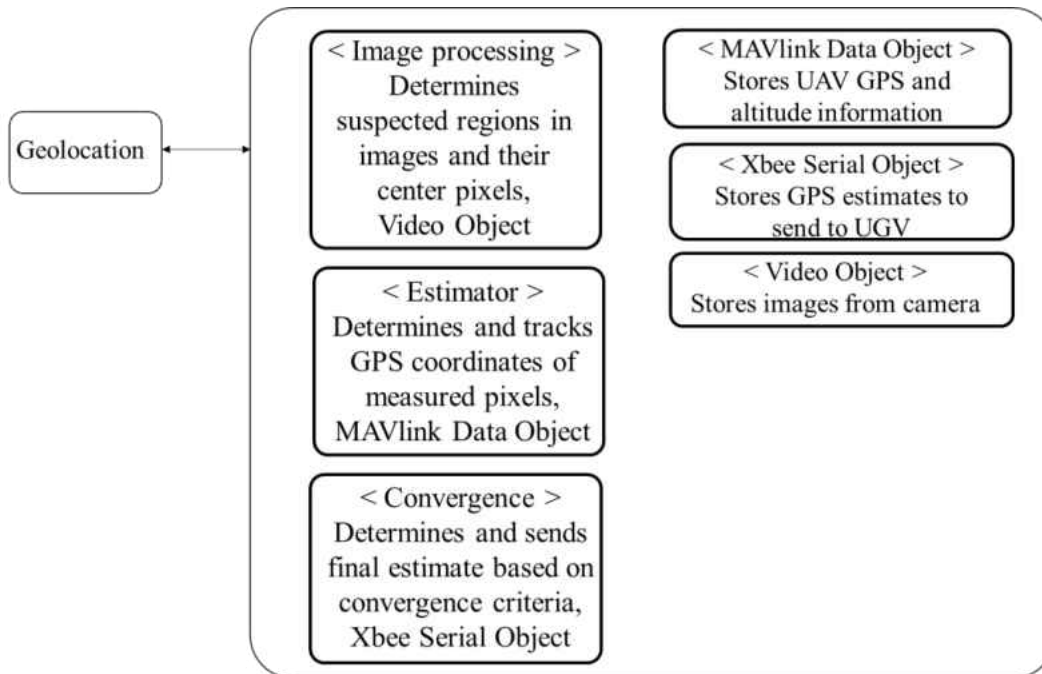 Geolocation
< Image processing >
Determines
suspected regions in
images and their
center pixels,
Video Object
< Estimator >
Determines and tracks
GPS coordinates of
measured pixels,
MAVlink Data Object
< Convergence >
Determines and sends
final estimate based on
convergence criteria,
Xbee Serial Object
< MAVlink Data Object >
Stores UAV GPS and
altitude information
< Xbee Serial Object >
Stores GPS estimates to
send to UGV
< Video Object >
Stores images from camera